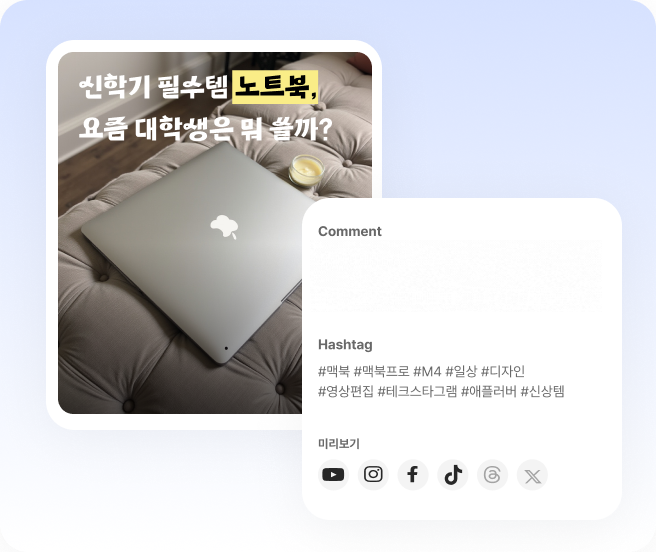 신학기 필수템 노트북,
요즘 대학생은 뭐 쓸까?
Comment
Hashtag
#맥북 #맥북프로 #M4 #일상 #디자인
#영상편집 #테크스타그램 #애플러버 #신상템
미리보기